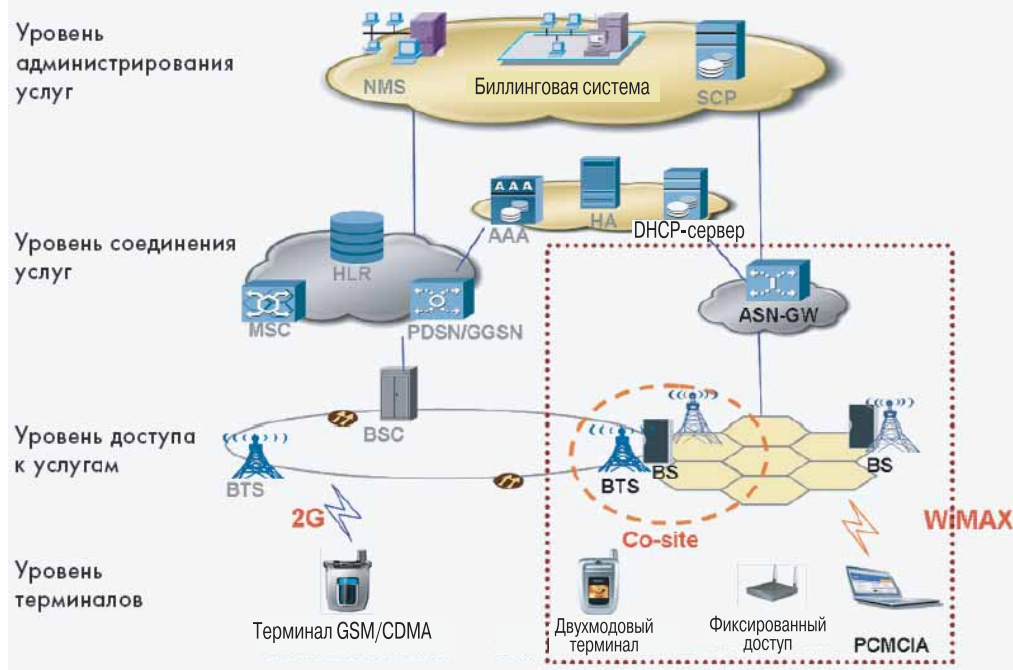 Уровень
администрирования
услуг
NMS
Биллинговая система
SCP
Уровень соединения
услуг
HLR
MSC
PDSN/GGSN
AAA
AAA
HA
DHCP-сервер
ASN-GW
Уровень доступа
к услугам
BTS
BSC
BTS
BS
BS
2G
Co-site
WiMAX
Уровень
терминалов
Терминал GSM/CDMA
Двухмодовый
терминал
Фиксированный
доступ
PCMCIA